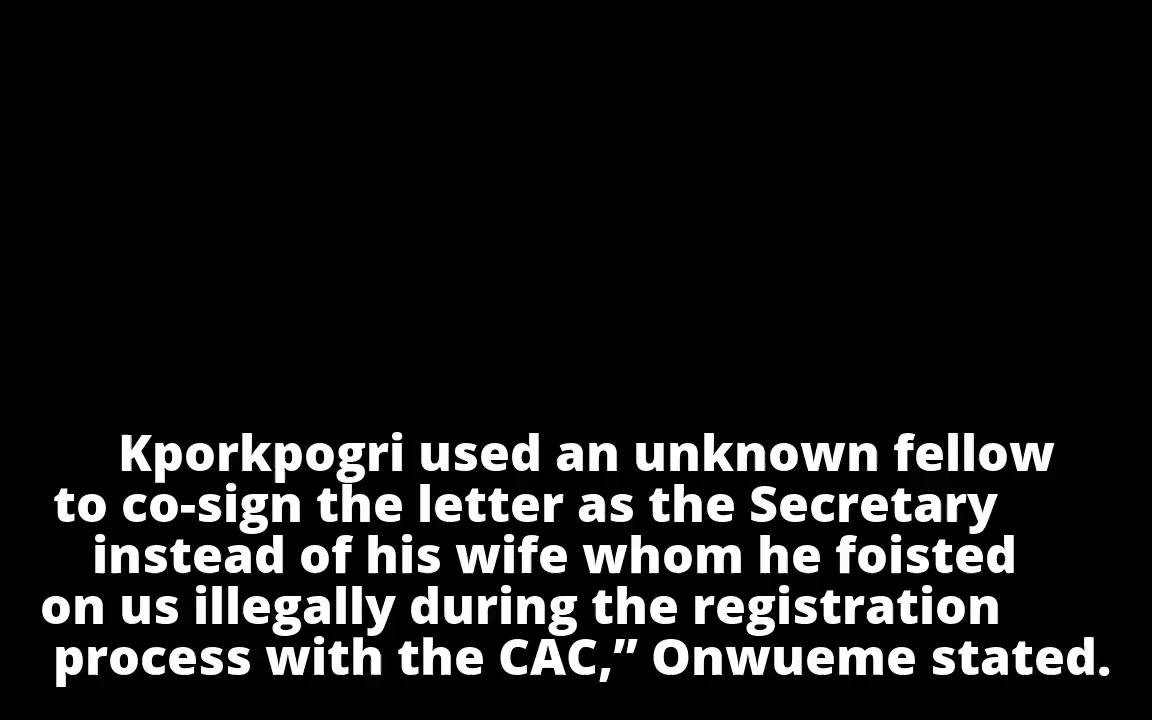 Kporkpogri used an unknown fellow
to co-sign the letter as the Secretary
instead of his wife whom he foisted
on us illegally during the registration
process with the CAC,” Onwueme stated.